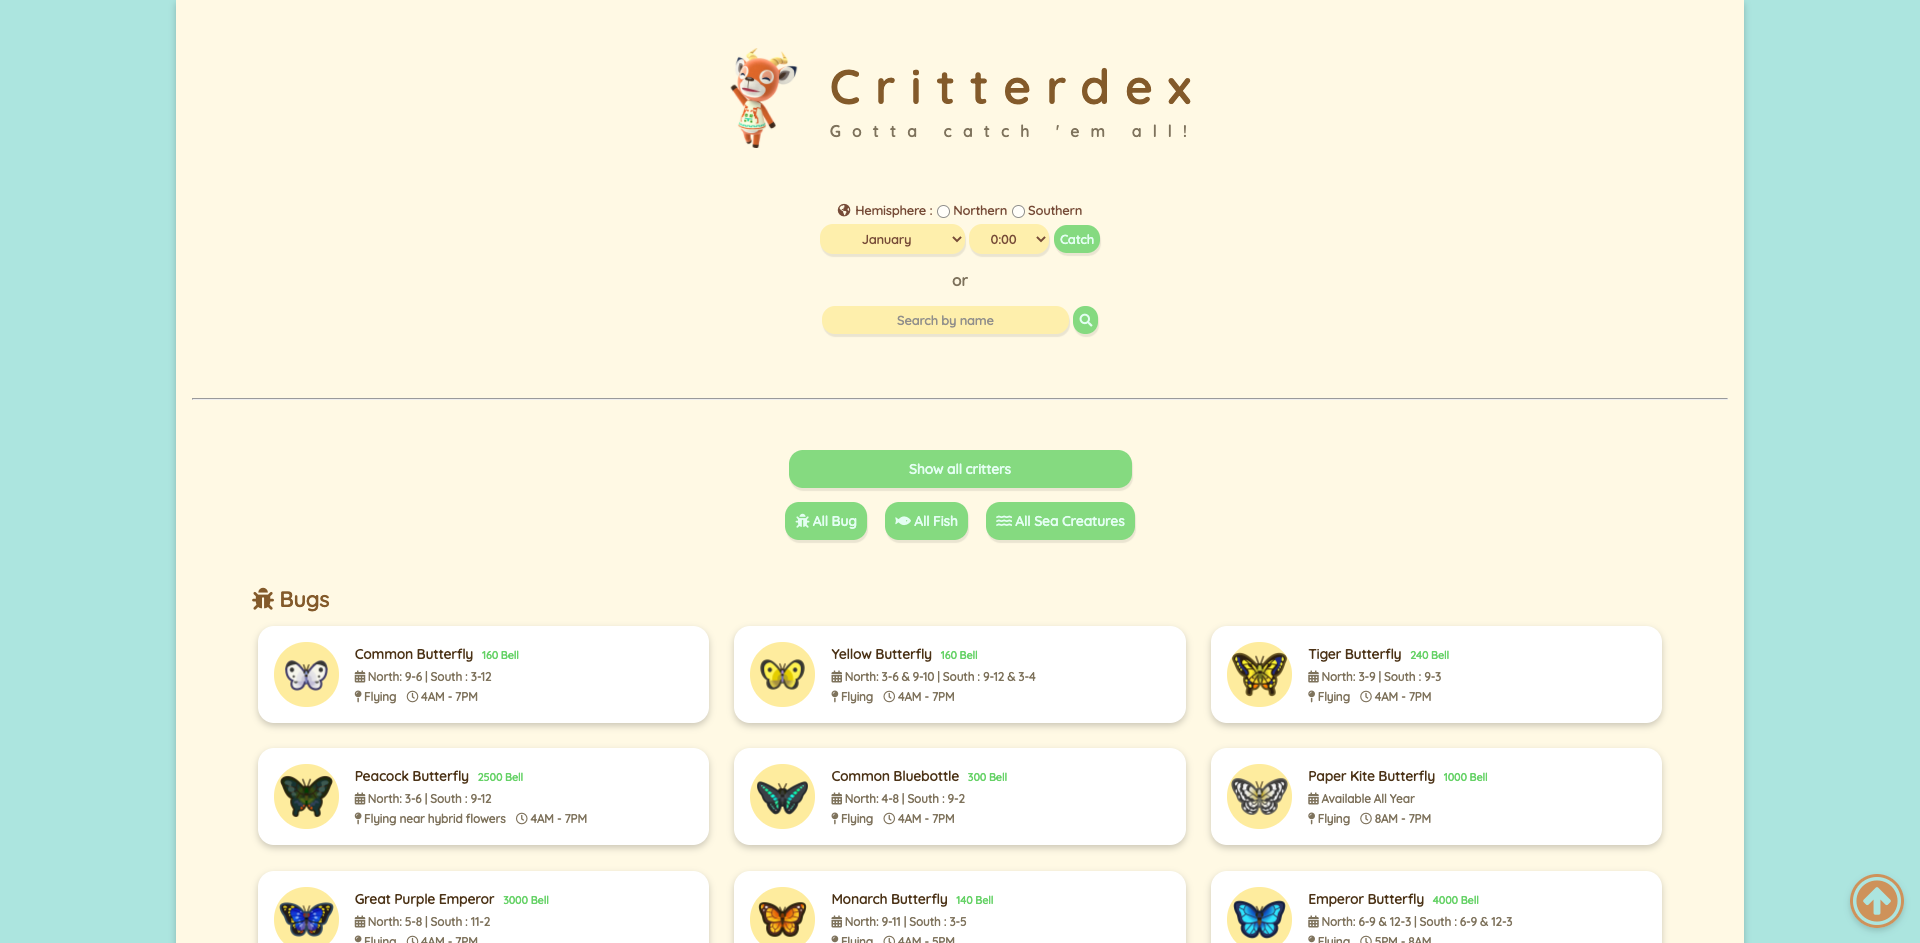 Critterdex
Gotta catch 'em all!
Hemisphere : Northern Southern
January 0:00 Catch
or
Search by name
Show all critters
All Bug All Fish All Sea Creatures
Bugs
Common Butterfly 160 Bell
North: 9-6 | South : 3-12
Flying 4AM - 7PM
Yellow Butterfly 160 Bell
North: 3-6 & 9-10 | South : 9-12 & 3-4
Flying 4AM - 7PM
Tiger Butterfly 240 Bell
North: 3-9 | South : 9-3
Flying 4AM - 7PM
Peacock Butterfly 2500 Bell
North: 3-6 | South : 9-12
Flying near hybrid flowers 4AM - 7PM
Common Bluebottle 300 Bell
North: 4-8 | South : 9-2
Flying 4AM - 7PM
Paper Kite Butterfly 1000 Bell
Available All Year
Flying 8AM - 7PM
Great Purple Emperor 3000 Bell
North: 5-8 | South : 11-2
Flying 4AM - 7PM
Monarch Butterfly 140 Bell
North: 9-11 | South : 3-5
Flying 4AM - 5PM
Emperor Butterfly 4000 Bell
North: 6-9 & 12-3 | South : 6-9 & 12-3
Flying 5PM - 8AM